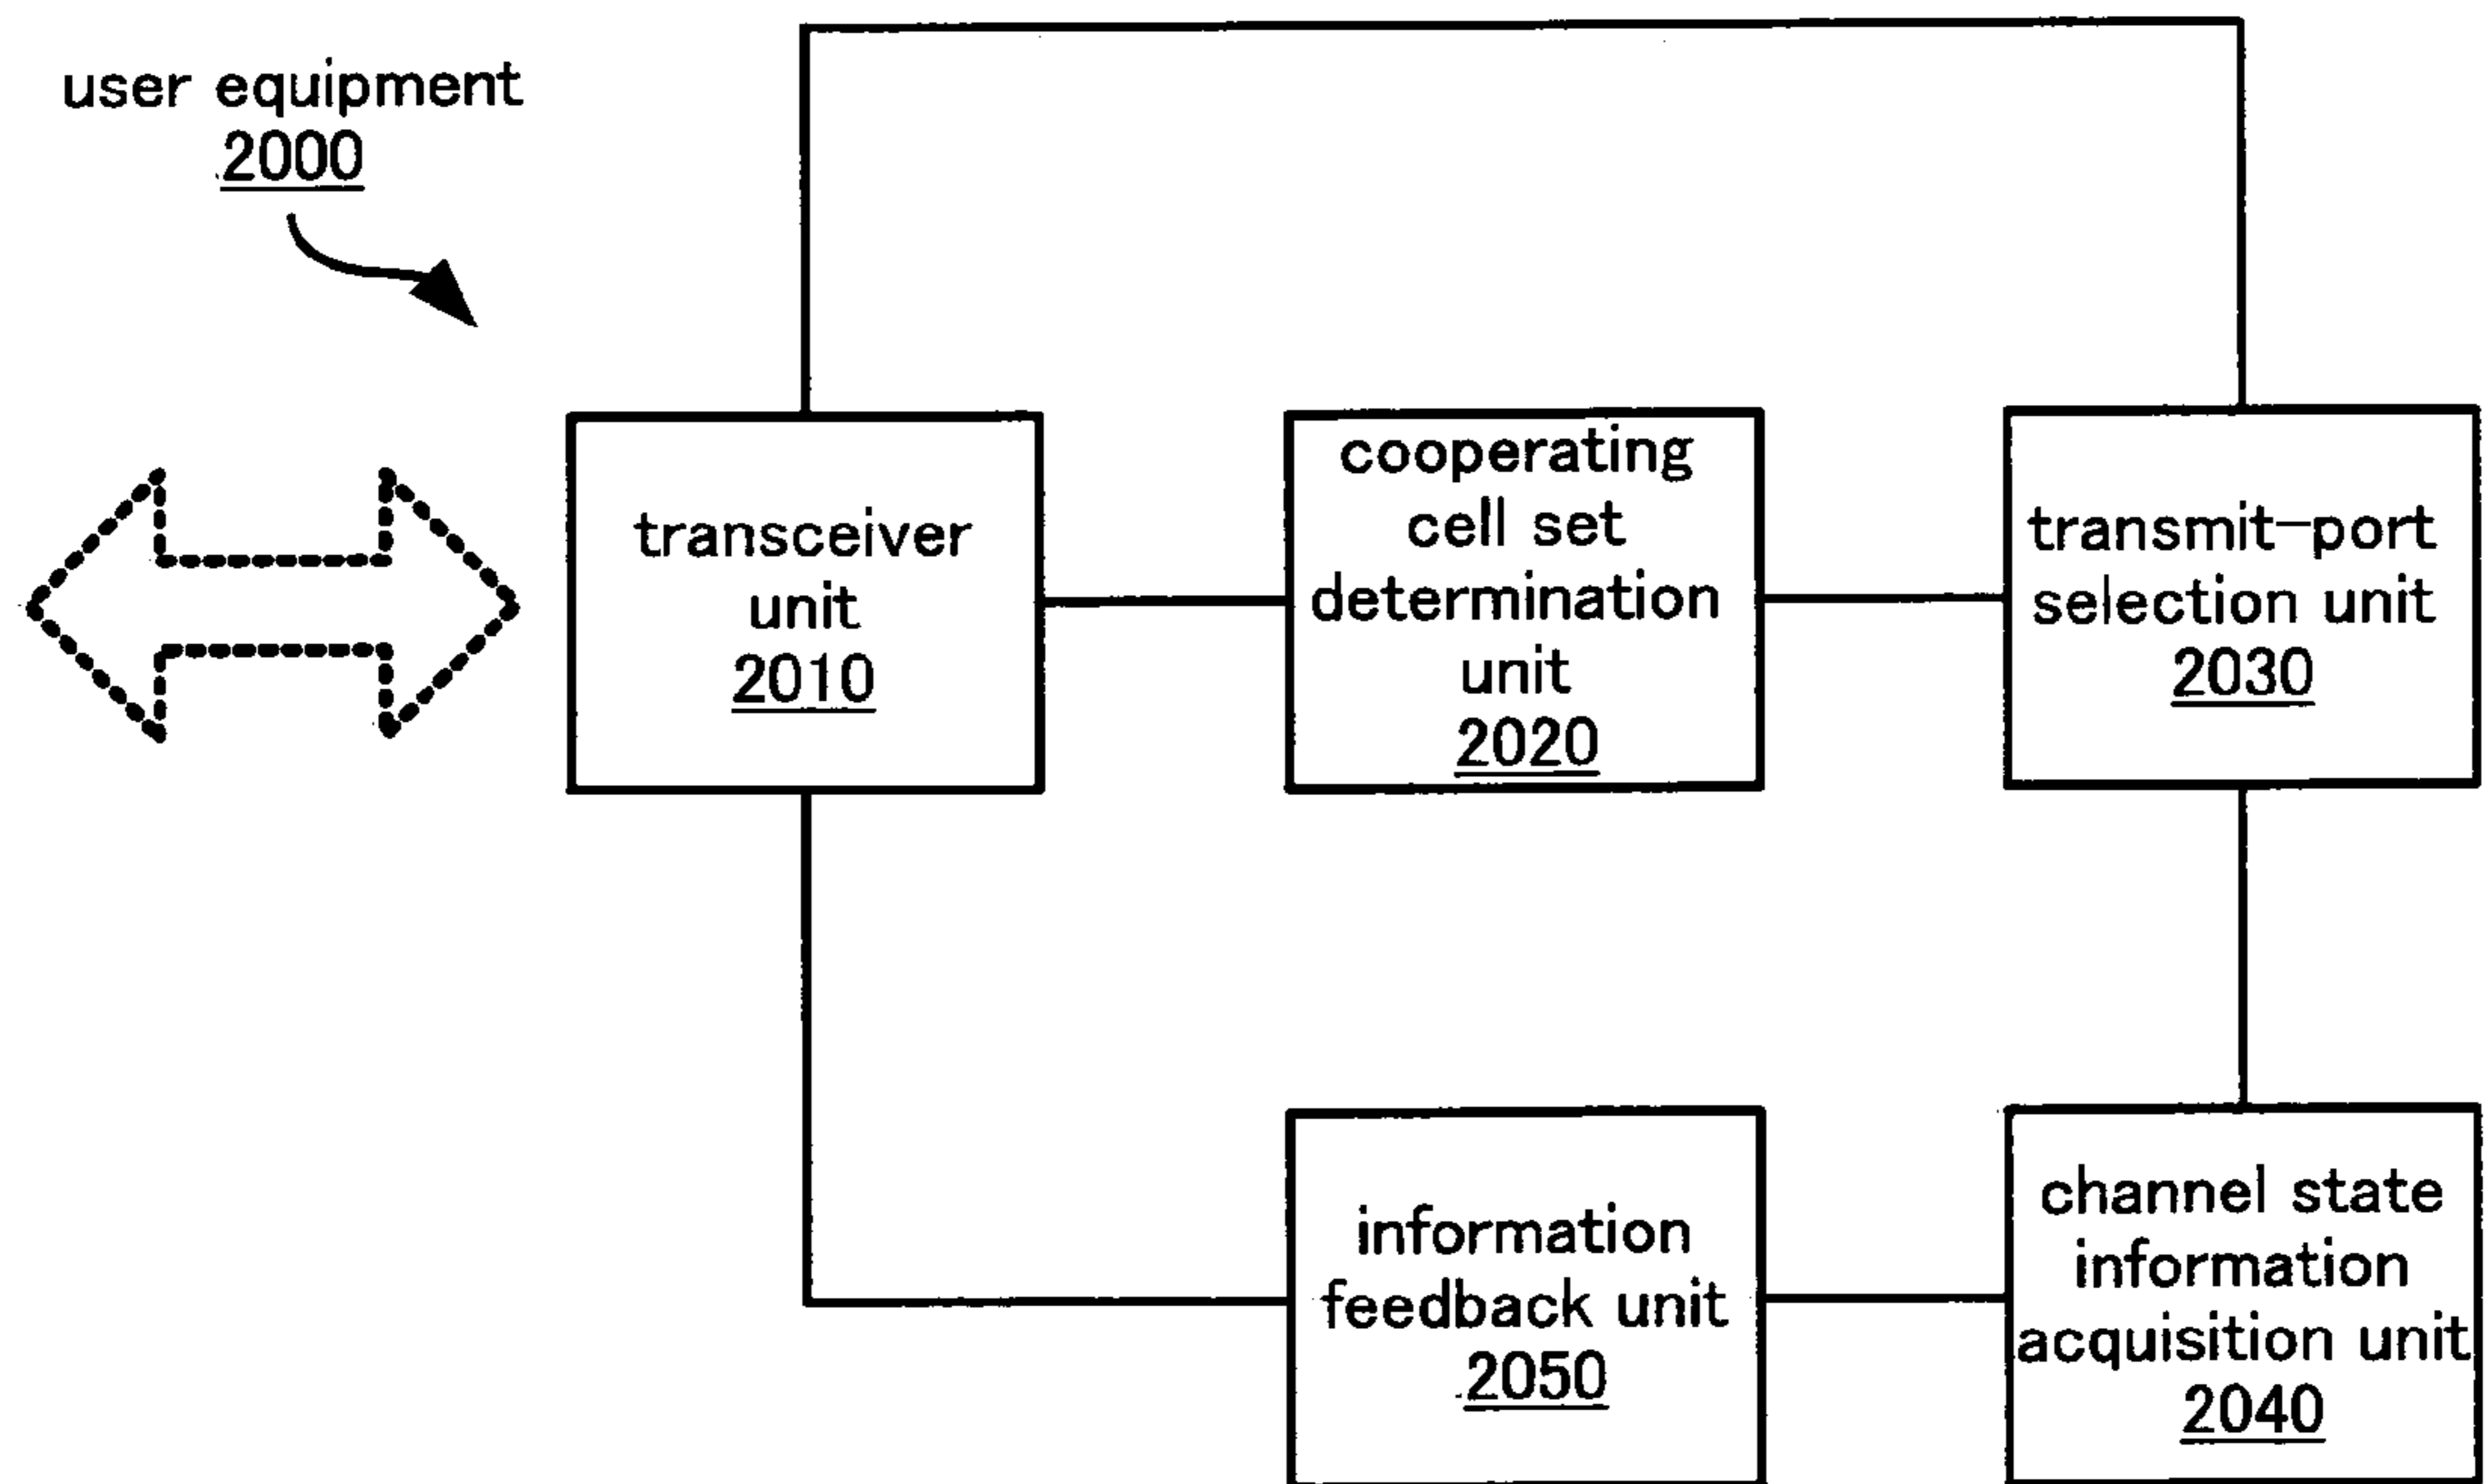 user equipment
2000
transceiver
unit
2010
cooperating
cell set
determination
unit
2020
transmit-port
selection unit
2030
information
feedback unit
2050
channel state
information
acquisition unit
2040